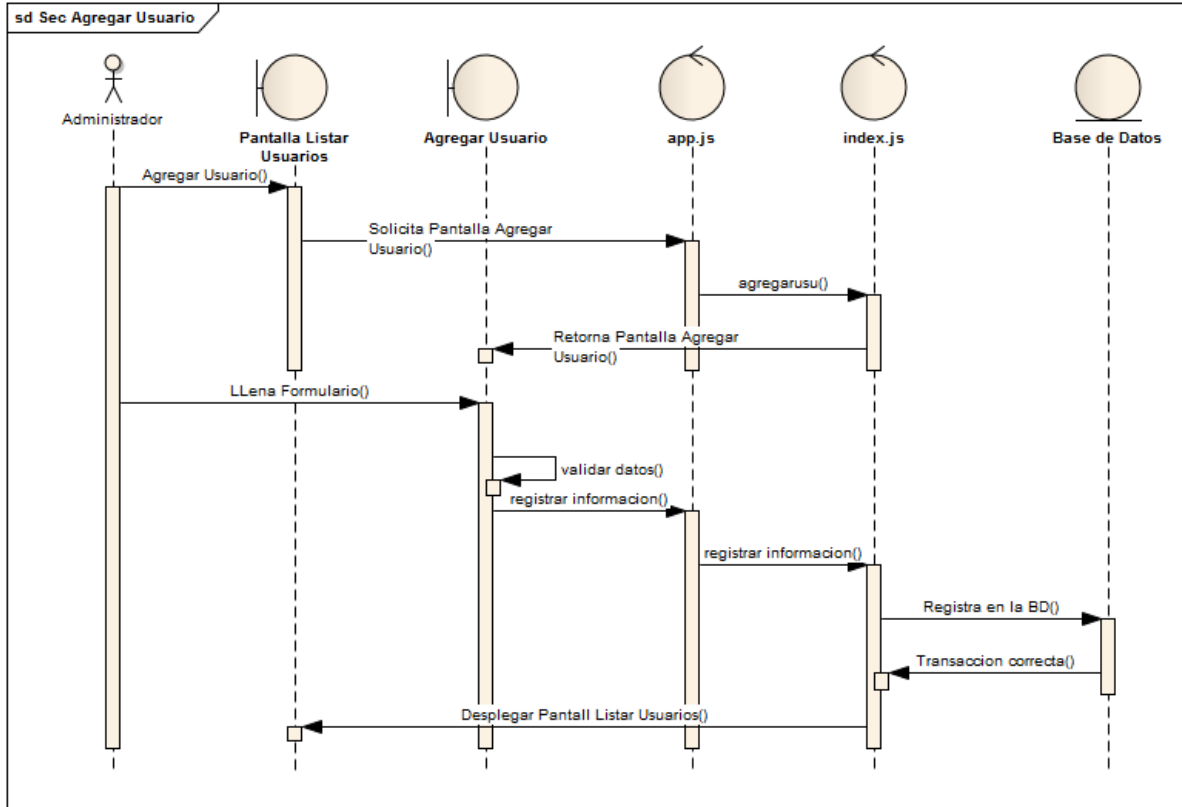 sd Sec Agregar Usuario
Administrador
Pantalla Listar
Usuarios
Agregar Usuario
app.js
index.js
Base de Datos
Agregar Usuario()
Solicita Pantalla Agregar
Usuario()
agregarusu()
Retorna Pantalla Agregar
Usuario()
LLena Formulario()
validar datos()
registrar informacion()
registrar informacion()
Registra en la BD()
Transaccion correcta()
Desplegar Pantall Listar Usuarios()